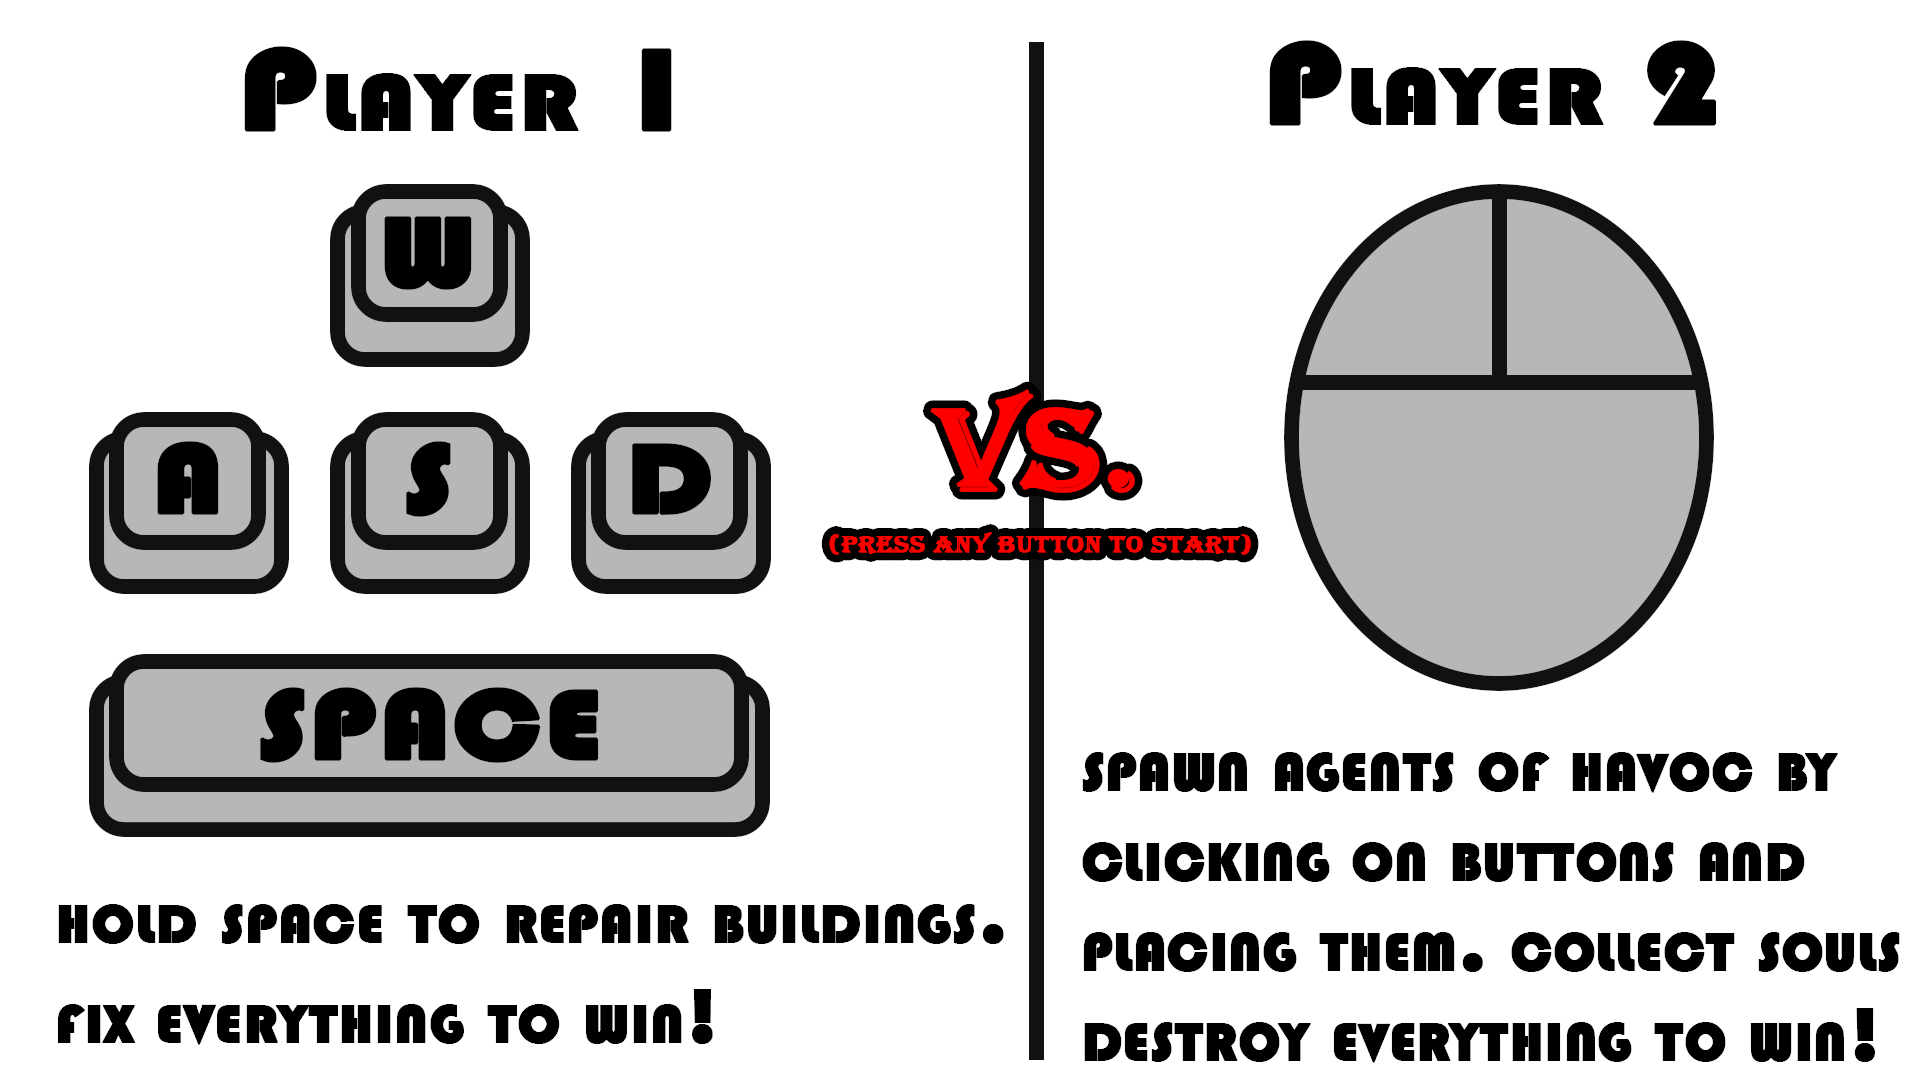 Player 1
W
A S D
SPACE
HOLD SPACE TO REPAIR BUILDINGS.
FIX EVERYTHING TO WIN!
VS.
(PRESS ANY BUTTON TO START)
Player 2
SPAWN AGENTS OF HAVOC BY
CLICKING ON BUTTONS AND
PLACING THEM. COLLECT SOULS
DESTROY EVERYTHING TO WIN!